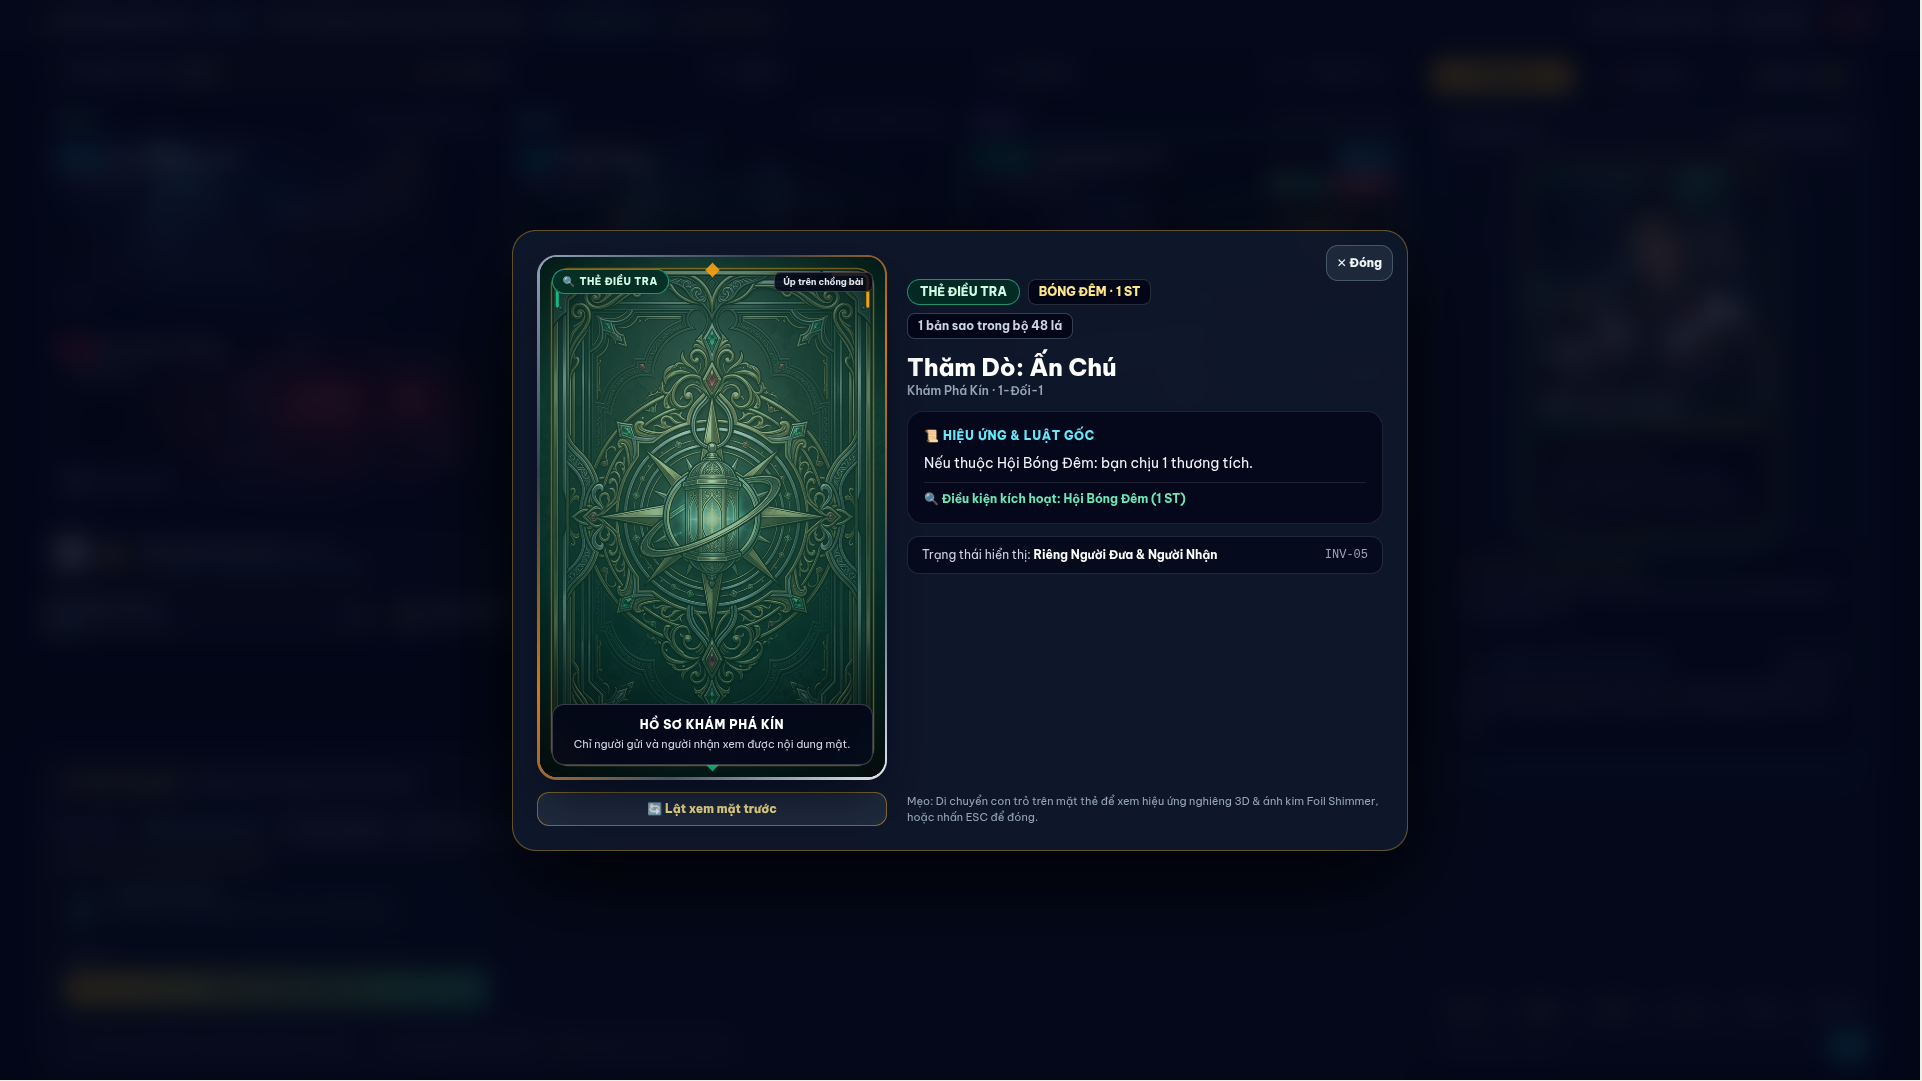 🔍 THẺ ĐIỀU TRA
Úp trên chồng bài
HỒ SƠ KHÁM PHÁ KÍN
Chỉ người gửi và người nhận xem được nội dung mật.
🔄 Lật xem mặt trước
✕ Đóng
THẺ ĐIỀU TRA
BÓNG ĐÊM · 1 ST
1 bản sao trong bộ 48 lá
Thăm Dò: Ấn Chú
Khám Phá Kín · 1-Đối-1
📜 HIỆU ỨNG & LUẬT GỐC
Nếu thuộc Hội Bóng Đêm: bạn chịu 1 thương tích.
🔍 Điều kiện kích hoạt: Hội Bóng Đêm (1 ST)
Trạng thái hiển thị: Riêng Người Đưa & Người Nhận
INV-05
Mẹo: Di chuyển con trỏ trên mặt thẻ để xem hiệu ứng nghiêng 3D & ánh kim Foil Shimmer,
hoặc nhấn ESC để đóng.